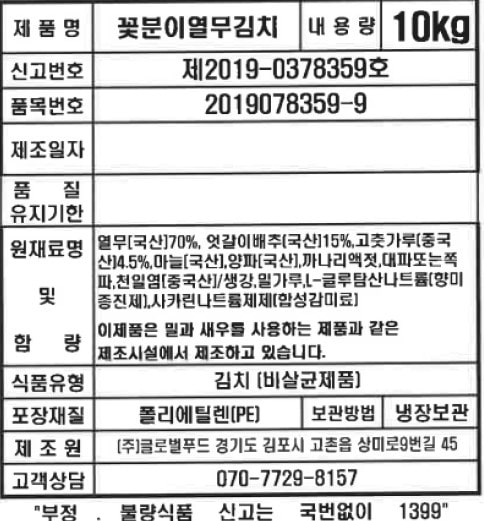 제 품 명 꽃분이열무김치 내 용 량 10kg
신고번호 제2019-0378359호
품목번호 2019078359-9
제조일자
품 질
유지기한
원재료명
및
함 량
열무(국산)70%, 엇갈이배추(국산)15%,고춧가루(중국
산)4.5%,마늘(국산),양파(국산),까나리액젓,대파또는쪽
파,천일염(중국산)/생강,밀가루,L-글루탐산나트륨(향미
증진제),사카린나트륨제제(합성감미료)
이제품은 밀과 새우를 사용하는 제품과 같은
제조시설에서 제조하고 있습니다.
식품유형 김치 (비살균제품)
포장재질 폴리에틸렌(PE) 보관방법 냉장보관
제 조 원 (주)글로벌푸드 경기도 김포시 고촌읍 상미로9번길 45
고객상담 070-7729-8157
"부정 . 불량식품 신고는 국번없이 1399"